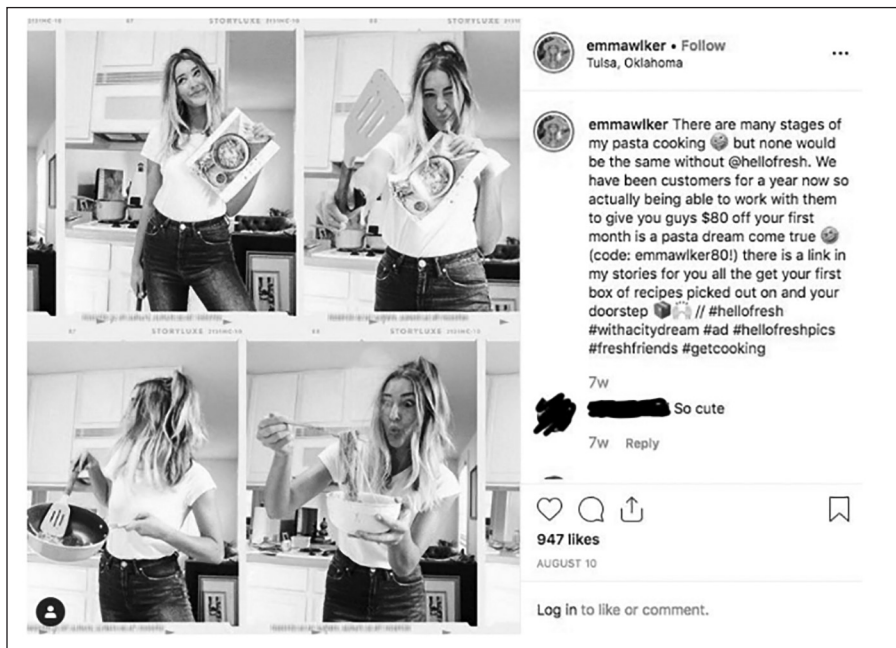 STORYLUXE
STORYLUXE
emmawlker • Follow
Tulsa, Oklahoma
...
emmawlker There are many stages of
my pasta cooking 🤪 but none would
be the same without @hellofresh. We
have been customers for a year now so
actually being able to work with them
to give you guys $80 off your first
month is a pasta dream come true 🤪
(code: emmawlker80!) there is a link in
my stories for you all the get your first
box of recipes picked out on and your
doorstep 📦🙌 // #hellofresh
#withacitydream #ad #hellofreshpics
#freshfriends #getcooking
7w
So cute
7w Reply
STORYLUXE
STORYLUXE
947 likes
AUGUST 10
Log in to like or comment.